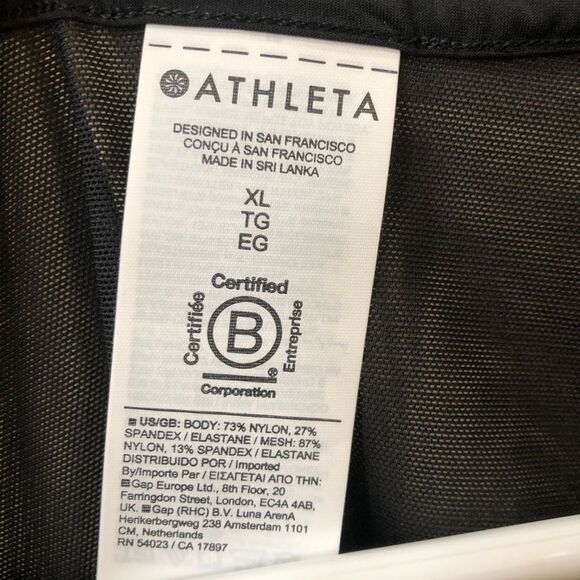 ATHLETA
DESIGNED IN SAN FRANCISCO
CONÇU À SAN FRANCISCO
MADE IN SRI LANKA
XL
TG
EG
Certified
Certifiée
B
Entreprise
®
Corporation
US/GB: BODY: 73% NYLON, 27%
SPANDEX / ELASTANE / MESH: 87%
NYLON, 13% SPANDEX / ELASTANE
DISTRIBUIDO POR / Imported
By/Importe Par / ΕΙΣΑΓΕΤΑΙ ΑΠΟ ΤΗΝ:
Gap Europe Ltd., 8th Floor, 20
Farringdon Street, London, EC4A 4AB,
UK. Gap (RHC) B.V. Luna ArenA
Herikerbergweg 238 Amsterdam 1101
CM, Netherlands
RN 54023 / CA 17897